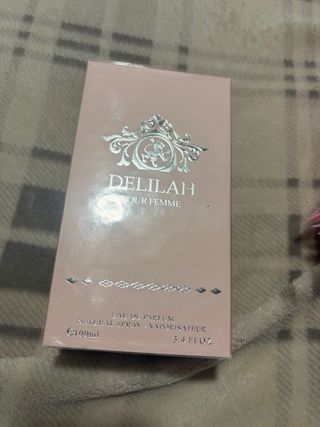 DELILAH
POUR FEMME
EAU DE PARFUM
NATURAL SPRAY - VAPORISATEUR
℮100ml 3.4 FL OZ